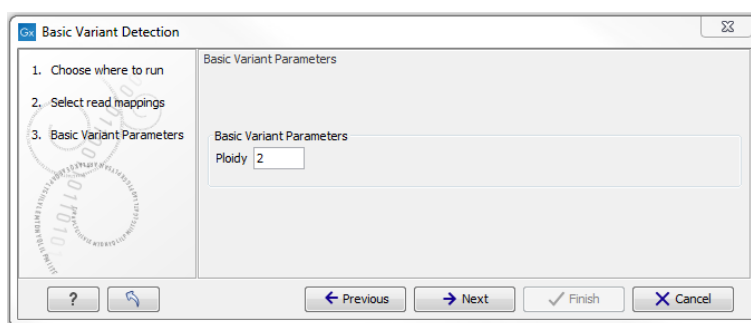 Gx Basic Variant Detection
1. Choose where to run
2. Select read mappings
3. Basic Variant Parameters
Basic Variant Parameters
Basic Variant Parameters
Ploidy 2
? Previous Next Finish Cancel